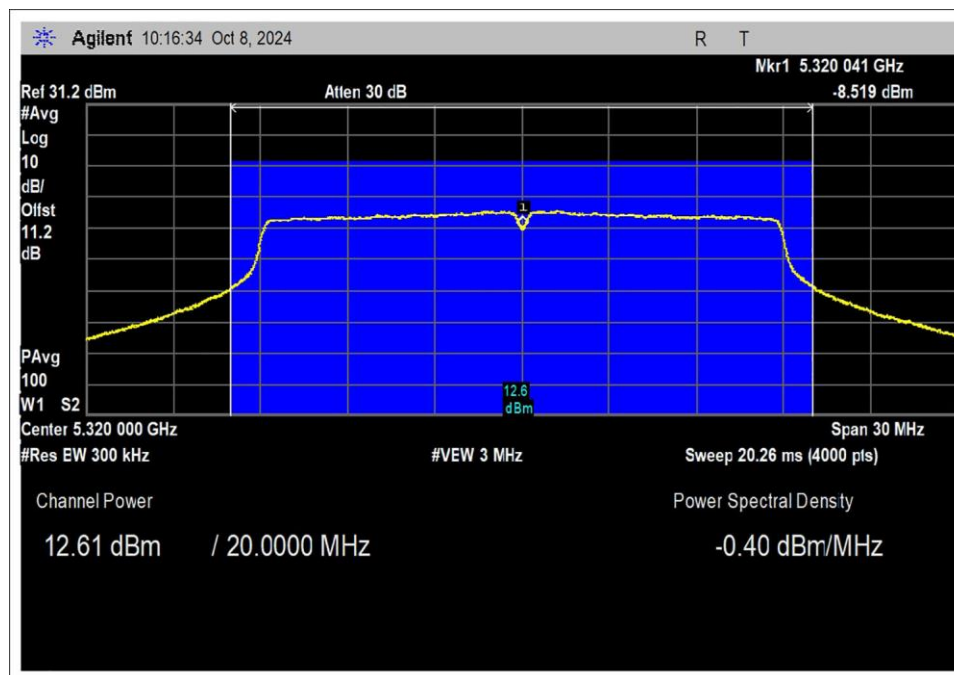 Agilent 10:16:34 Oct 8, 2024 R T
Mkr1 5.320 041 GHz
Ref 31.2 dBm Atten 30 dB -8.519 dBm
#Avg
Log
10
dB/
Offst
11.2
dB
1
PAvg
100
W1 S2
12.6
dBm
Center 5.320 000 GHz Span 30 MHz
#Res BW 300 kHz #VBW 3 MHz Sweep 20.26 ms (4000 pts)
Channel Power Power Spectral Density
12.61 dBm / 20.0000 MHz -0.40 dBm/MHz